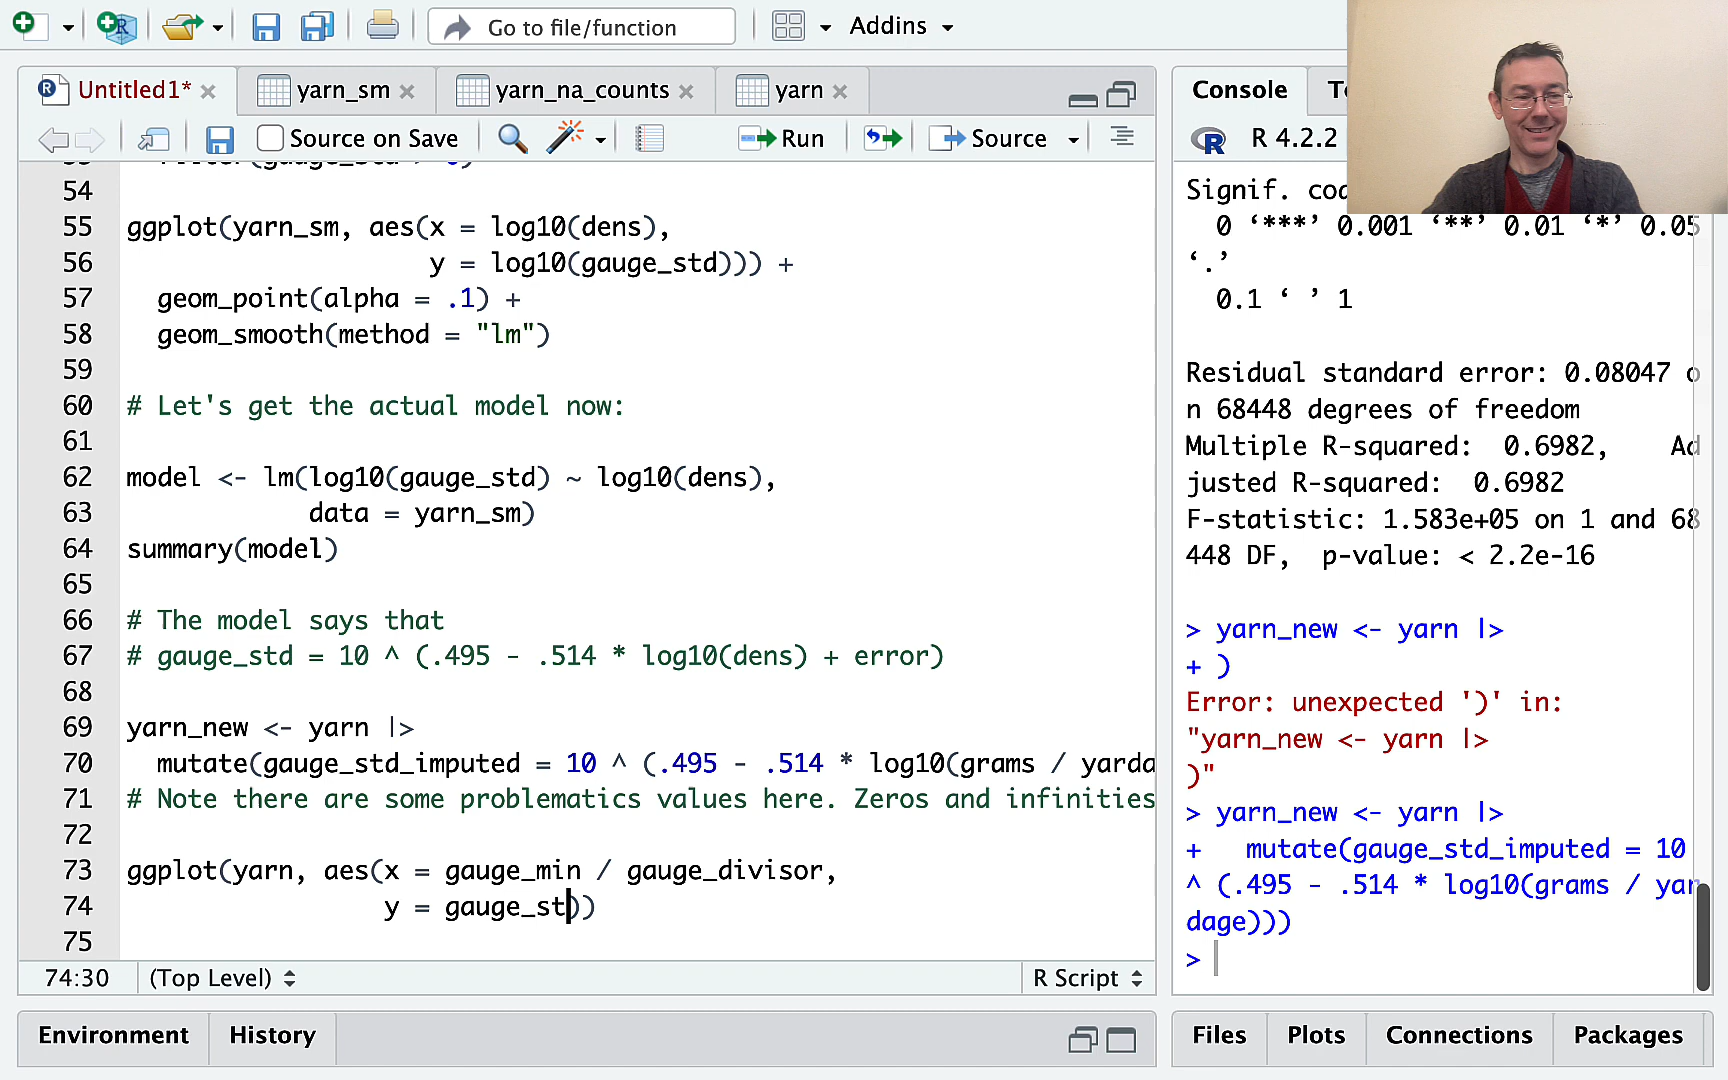 Go to file/function
Addins
Untitled1*
yarn_sm
yarn_na_counts
yarn
Source on Save
Run
Source
54
55 ggplot(yarn_sm, aes(x = log10(dens),
56 y = log10(gauge_std))) +
57 geom_point(alpha = .1) +
58 geom_smooth(method = "lm")
59
60 # Let's get the actual model now:
61
62 model <- lm(log10(gauge_std) ~ log10(dens),
63 data = yarn_sm)
64 summary(model)
65
66 # The model says that
67 # gauge_std = 10 ^ (.495 - .514 * log10(dens) + error)
68
69 yarn_new <- yarn |>
70 mutate(gauge_std_imputed = 10 ^ (.495 - .514 * log10(grams / yarda
71 # Note there are some problematics values here. Zeros and infinities
72
73 ggplot(yarn, aes(x = gauge_min / gauge_divisor,
74 y = gauge_st))
75
74:30
(Top Level)
R Script
Environment
History
Console
R 4.2.2
Signif. co
0 ‘***’ 0.001 ‘**’ 0.01 ‘*’ 0.05
‘.’
0.1 ‘ ’ 1
Residual standard error: 0.08047 o
n 68448 degrees of freedom
Multiple R-squared: 0.6982, Ad
justed R-squared: 0.6982
F-statistic: 1.583e+05 on 1 and 68
448 DF, p-value: < 2.2e-16
> yarn_new <- yarn |>
+ )
Error: unexpected ')' in:
"yarn_new <- yarn |>
)"
> yarn_new <- yarn |>
+ mutate(gauge_std_imputed = 10
^ (.495 - .514 * log10(grams / yar
dage)))
>
Files
Plots
Connections
Packages